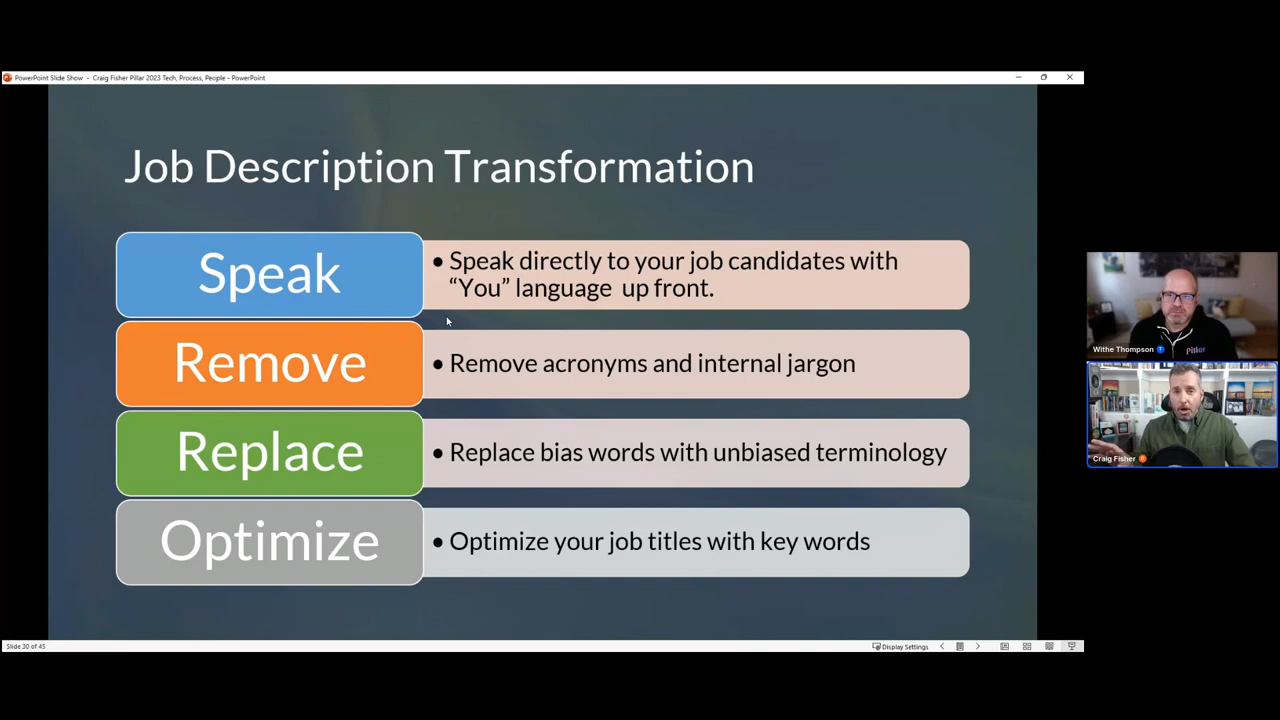 PowerPoint Slide Show - Craig Fisher Pillar 2023 Tech, Process, People - PowerPoint
Job Description Transformation
Speak
• Speak directly to your job candidates with
“You” language up front.
Remove
• Remove acronyms and internal jargon
Replace
• Replace bias words with unbiased terminology
Optimize
• Optimize your job titles with key words
Slide 30 of 45
Display Settings
Pillar
Withe Thompson
Craig Fisher